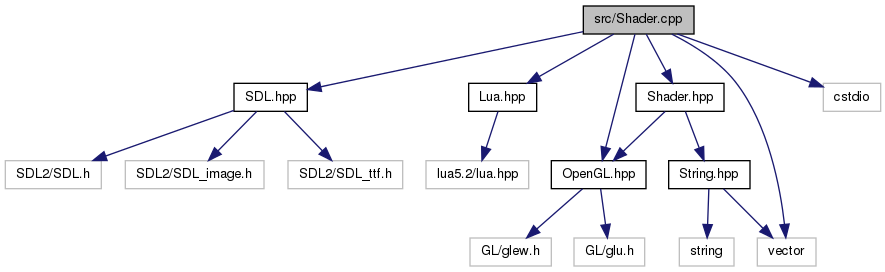 src/Shader.cpp
SDL.hpp
Lua.hpp
Shader.hpp
cstdio
SDL2/SDL.h
SDL2/SDL_image.h
SDL2/SDL_ttf.h
lua5.2/lua.hpp
OpenGL.hpp
String.hpp
GL/glew.h
GL/glu.h
string
vector